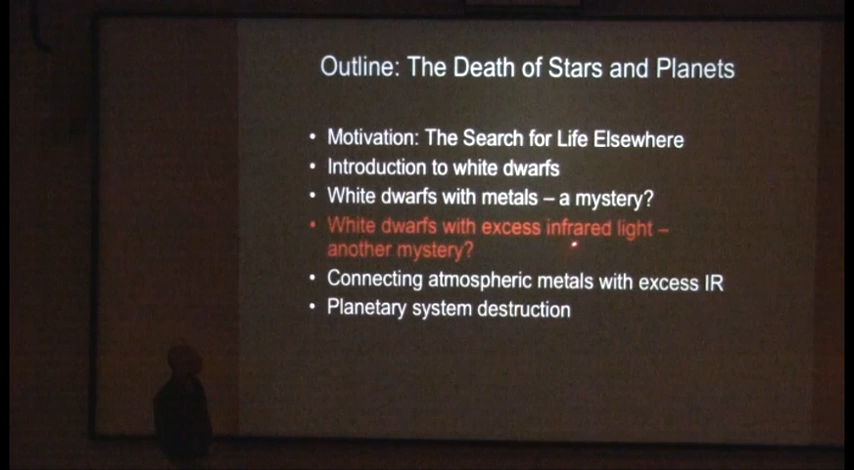 Outline: The Death of Stars and Planets
• Motivation: The Search for Life Elsewhere
• Introduction to white dwarfs
• White dwarfs with metals – a mystery?
• White dwarfs with excess infrared light –
another mystery?
• Connecting atmospheric metals with excess IR
• Planetary system destruction